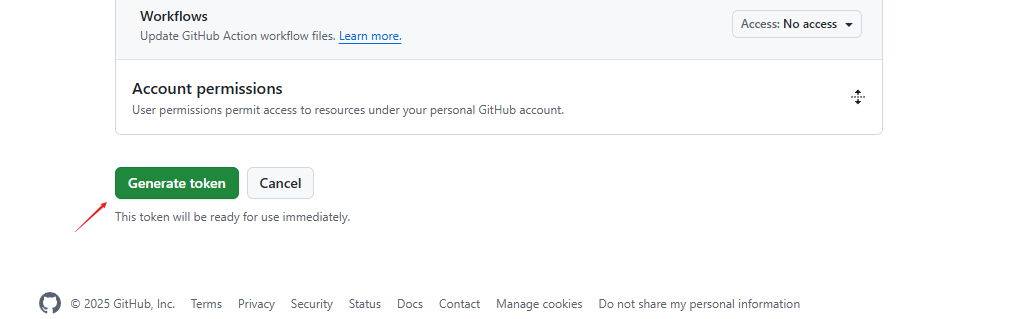 Workflows
Access: No access
Update GitHub Action workflow files. Learn more.
Account permissions
User permissions permit access to resources under your personal GitHub account.
Generate token Cancel
This token will be ready for use immediately.
© 2025 GitHub, Inc. Terms Privacy Security Status Docs Contact Manage cookies Do not share my personal information